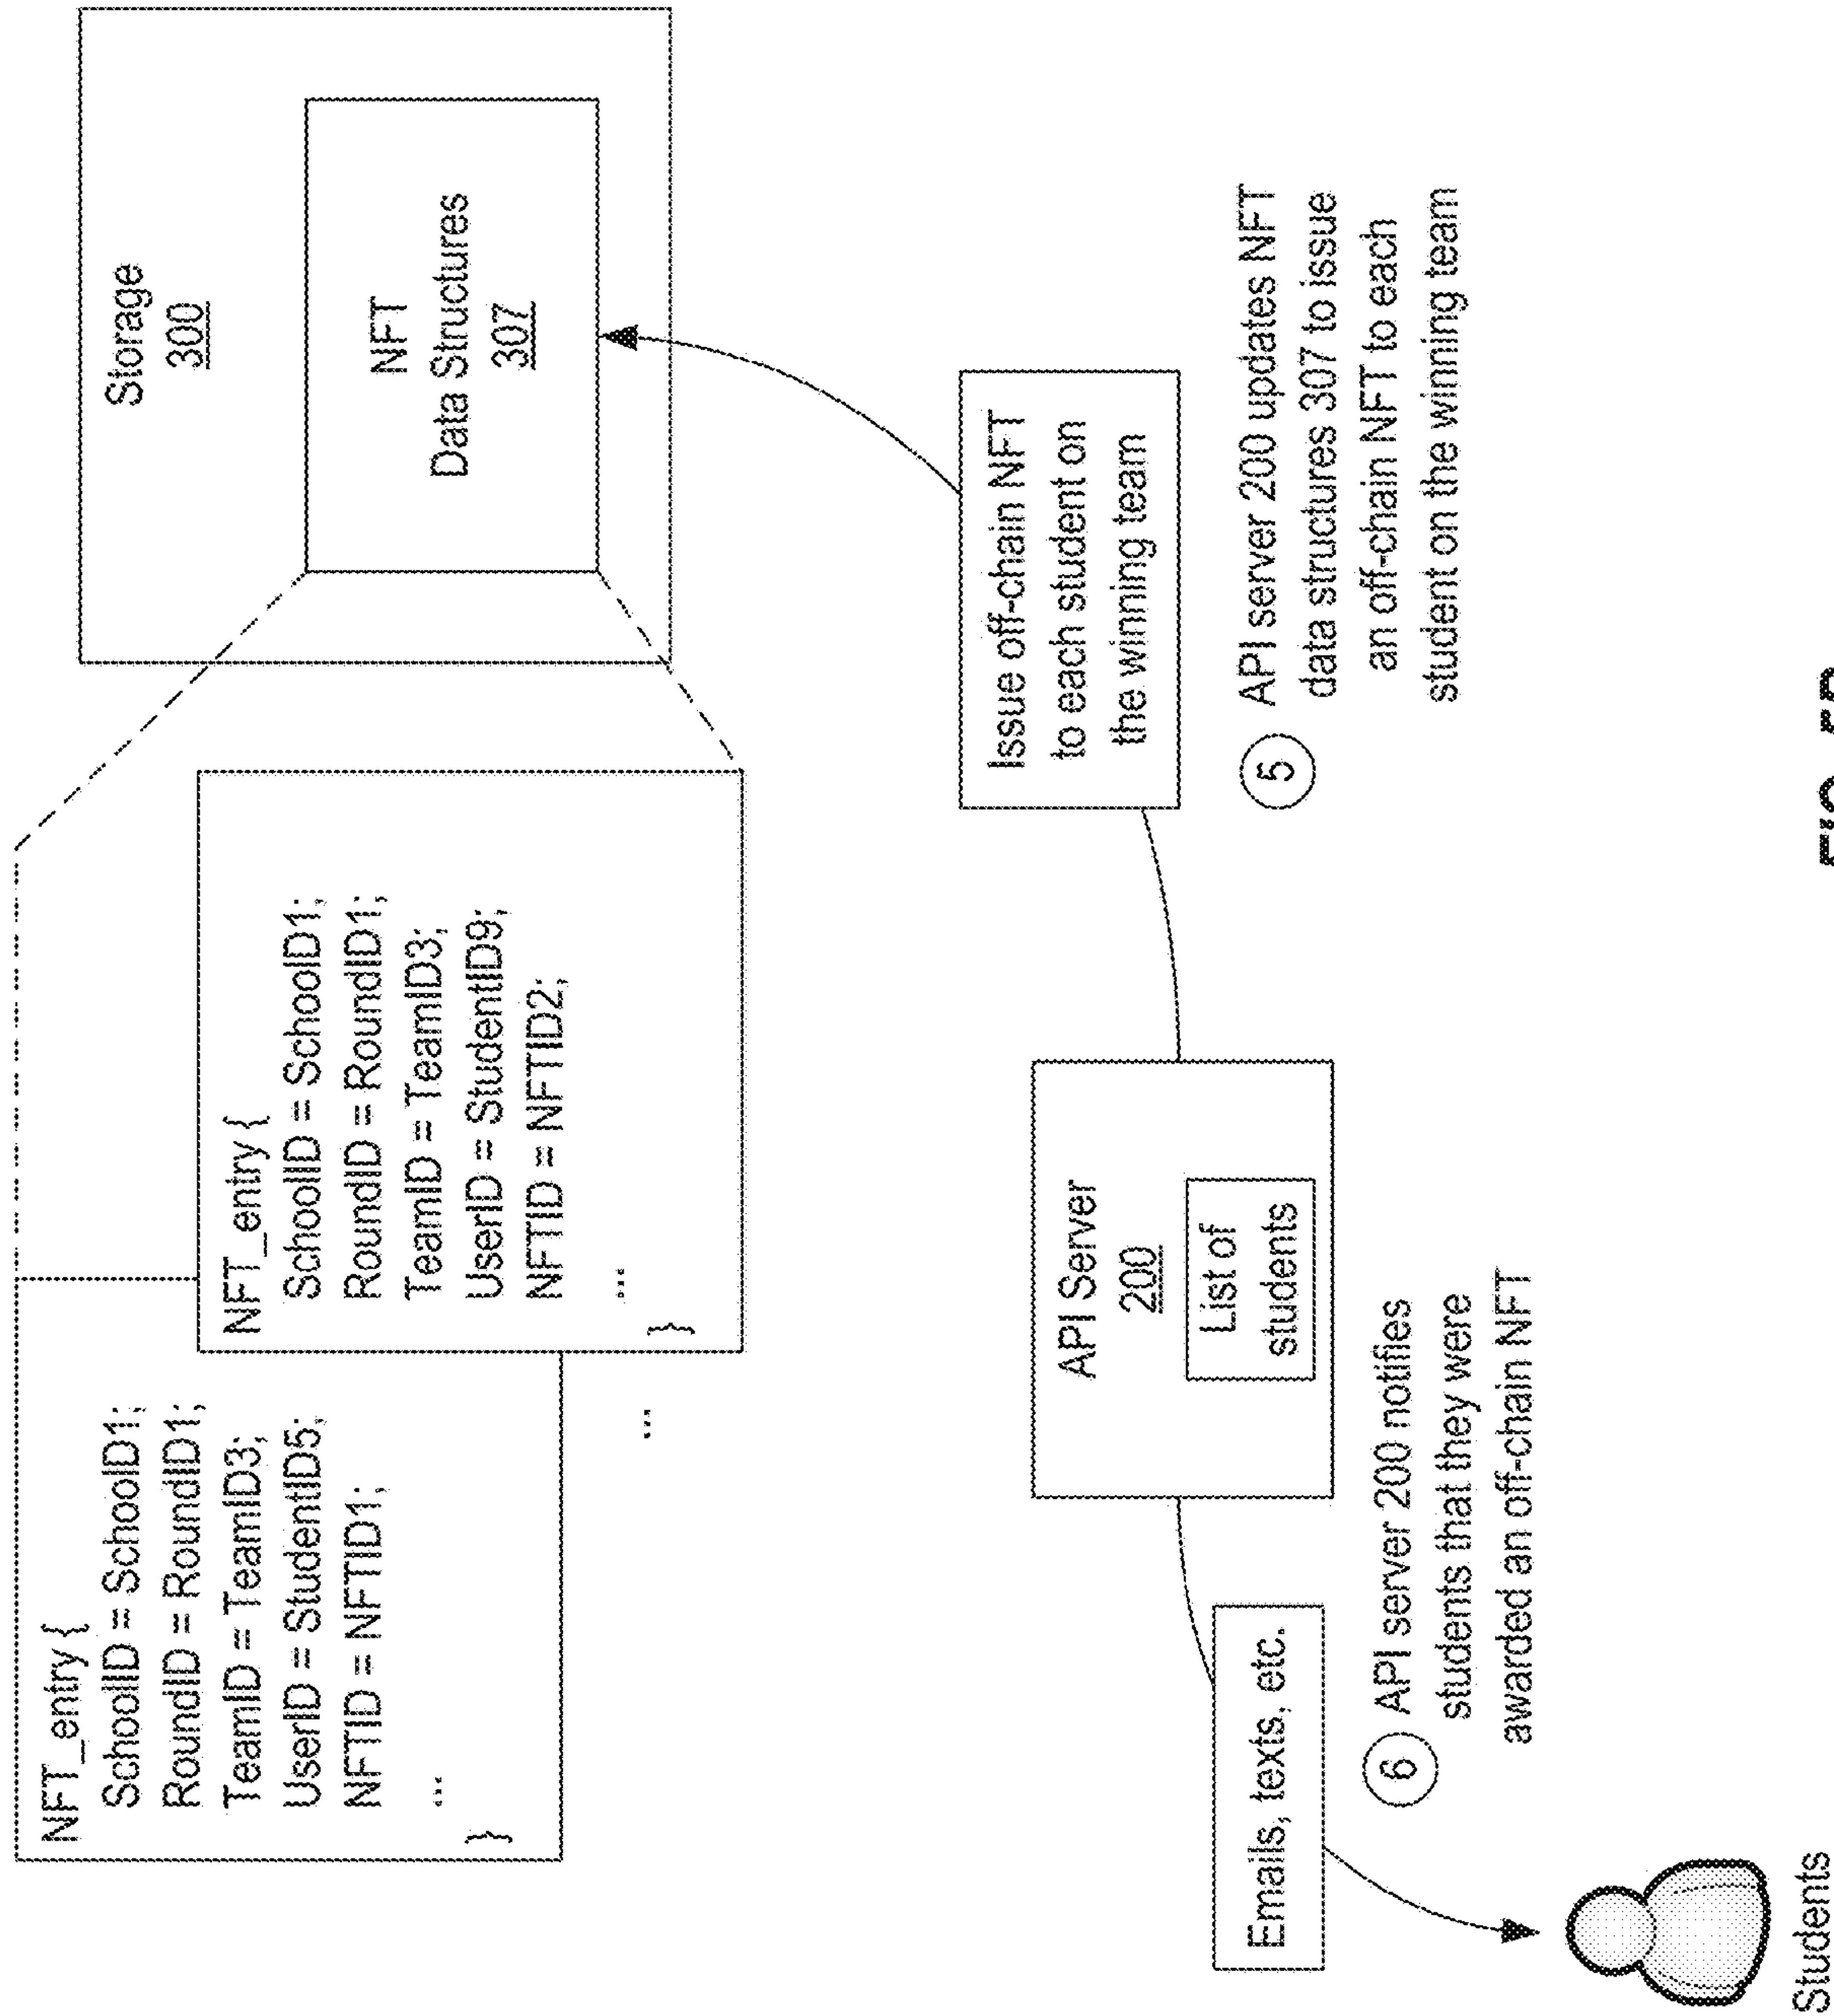 NFT_entry {
SchoolID = SchoolID1;
RoundID = RoundID1;
TeamID = TeamID3;
UserID = StudentID5;
NFTID = NFTID1;
...
}
NFT_entry {
SchoolID = SchoolID1;
RoundID = RoundID1;
TeamID = TeamID3;
UserID = StudentID9;
NFTID = NFTID2;
...
}
...
Storage
300
NFT
Data Structures
307
Emails, texts, etc.
API Server
200
List of
students
Issue off-chain NFT
to each student on
the winning team
5 API server 200 updates NFT
data structures 307 to issue
an off-chain NFT to each
student on the winning team
6 API server 200 notifies
students that they were
awarded an off-chain NFT
Students